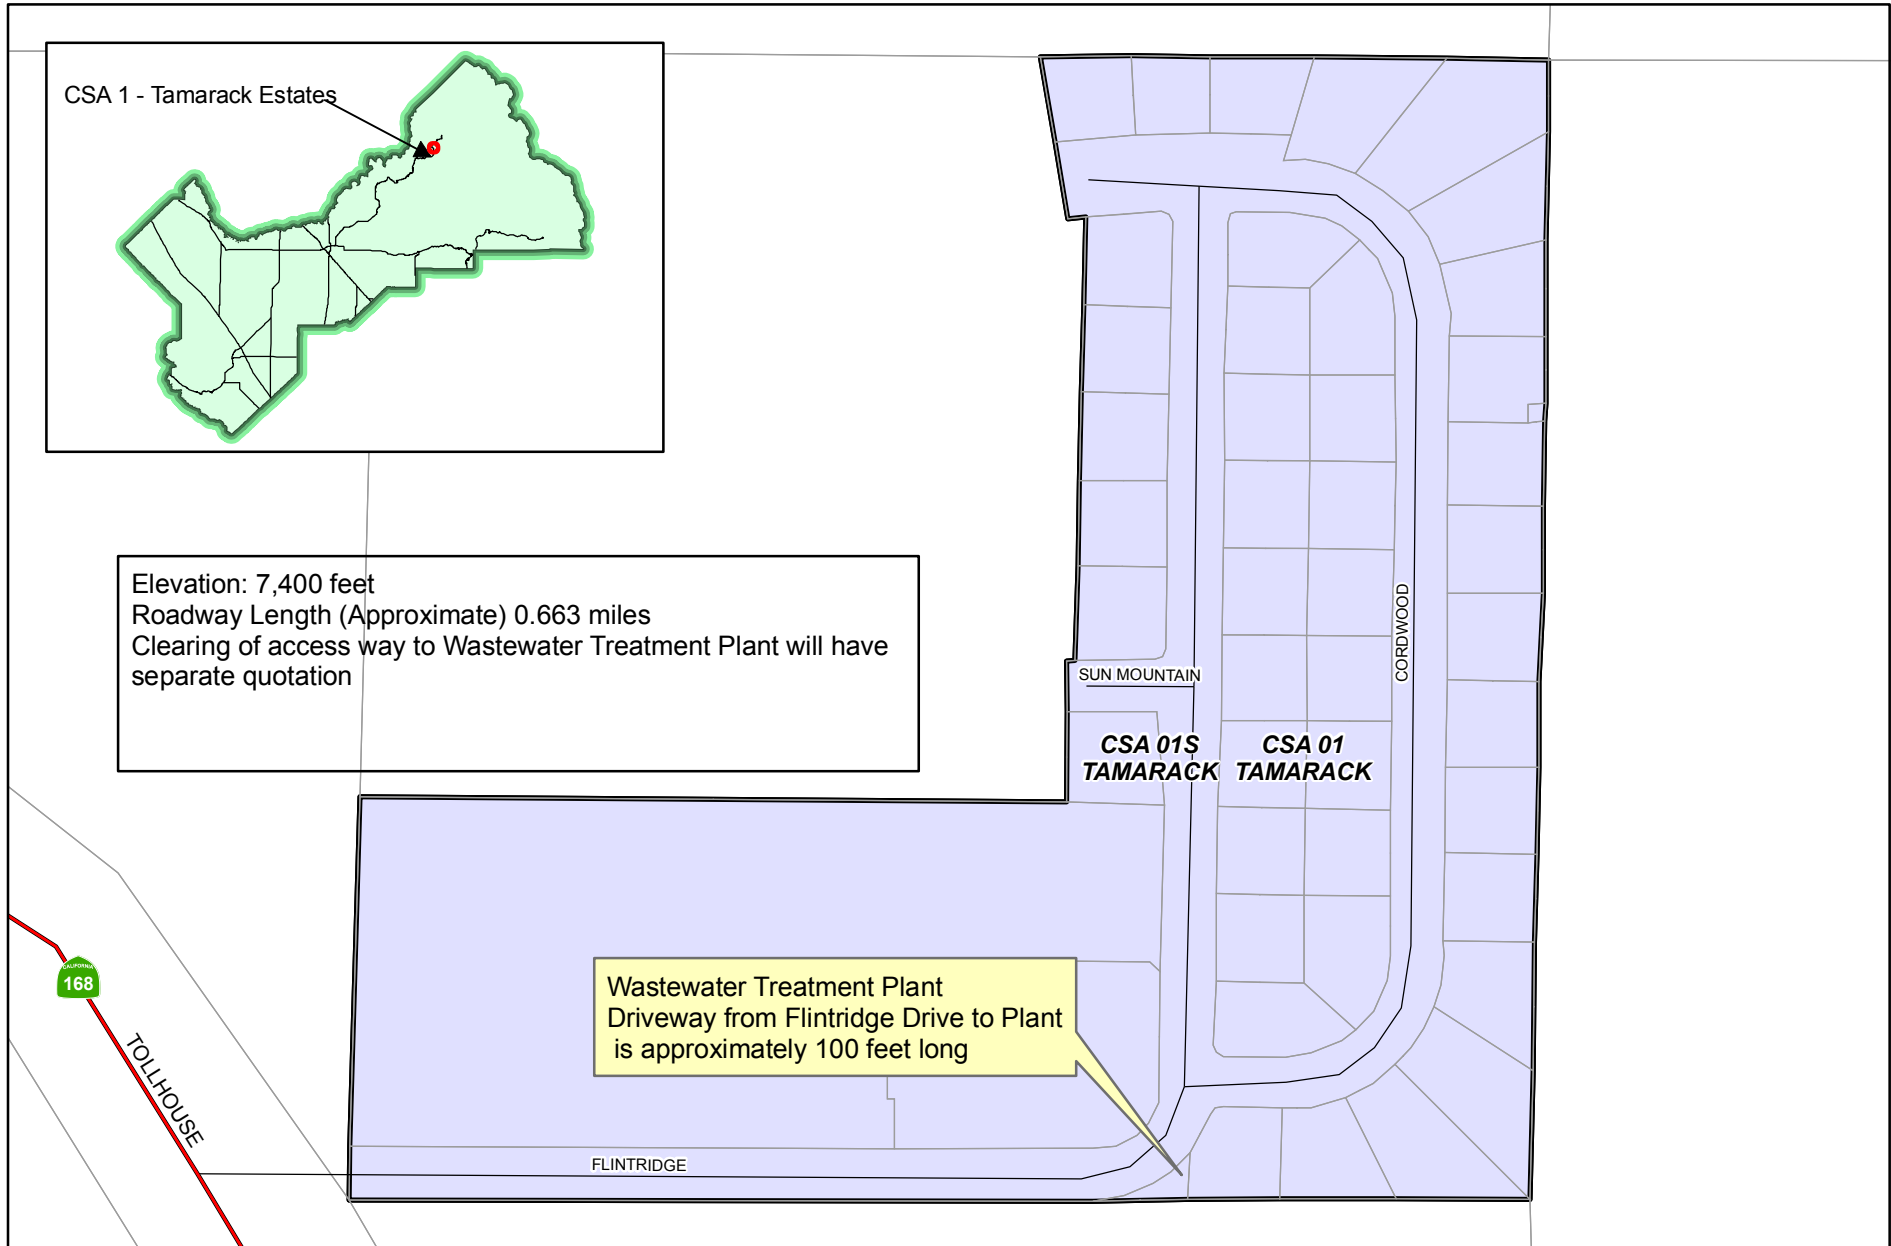 CSA 1 - Tamarack Estates
Elevation: 7,400 feet
Roadway Length (Approximate) 0.663 miles
Clearing of access way to Wastewater Treatment Plant will have
separate quotation
CORDWOOD
SUN MOUNTAIN
CSA 01S
TAMARACK
CSA 01
TAMARACK
CALIFORNIA
168
TOLLHOUSE
Wastewater Treatment Plant
Driveway from Flintridge Drive to Plant
is approximately 100 feet long
FLINTRIDGE